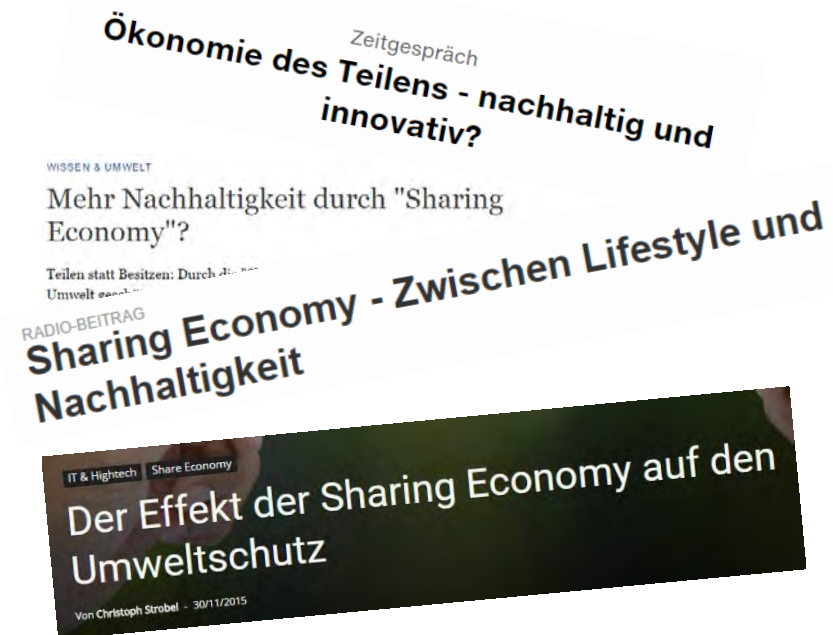 Zeitgespräch
Ökonomie des Teilens - nachhaltig und
innovativ?
WISSEN & UMWELT
Mehr Nachhaltigkeit durch "Sharing
Economy"?
Teilen statt Besitzen: Durch die
Umwelt
RADIO-BEITRAG
Sharing Economy - Zwischen Lifestyle und
Nachhaltigkeit
IT & Hightech Share Economy
Der Effekt der Sharing Economy auf den
Umweltschutz
Von Christoph Strobel - 30/11/2015